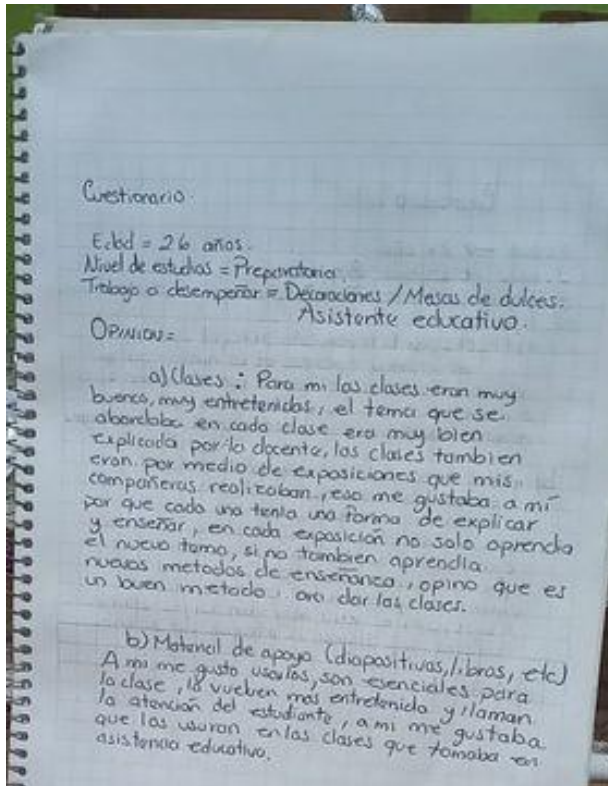 Cuestionario.
Edad = 26 años.
Nivel de estudios = Preparatoria.
Trabajo a desempeñar = Decoraciones / Mesas de dulces.
Asistente educativo.
OPINION =
a) Clases : Para mi las clases eran muy
buenas, muy entretenidas, el tema que se
abordaba en cada clase era muy bien
explicada por la docente, las clases tambien
eran por medio de exposiciones que mis
compañeras realizaban, eso me gustaba a mí
por que cada una tenía una forma de explicar
y enseñar, en cada exposición no solo aprendia
el nuevo tema, si no tambien aprendia
nuevos metodos de enseñanza, opino que es
un buen metodo para dar las clases.
b) Material de apoyo (diapositivas, libros, etc)
A mi me gusto usarlos, son esenciales para
la clase, la vuelven mas entretenida y llaman
la atención del estudiante, a mi me gustaba
que los usaran en las clases que tomaba en
asistencia educativa.